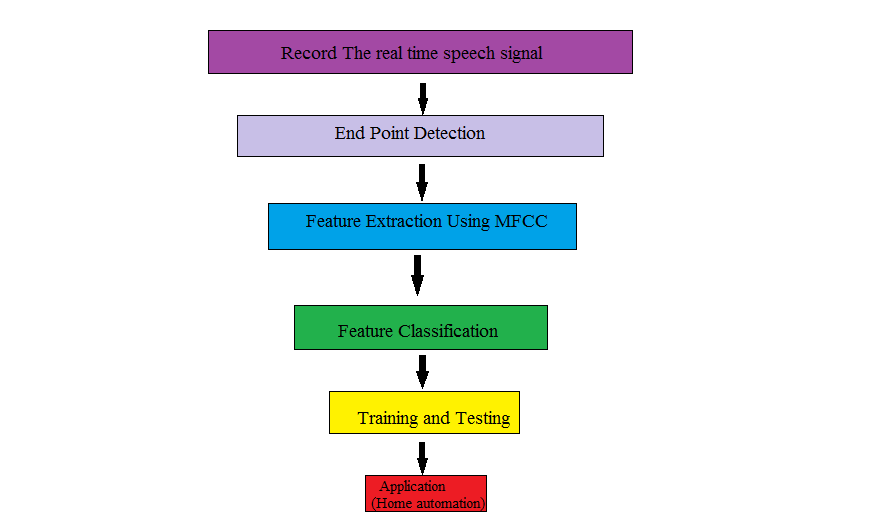 Record The real time speech signal
End Point Detection
Feature Extraction Using MFCC
Feature Classification
Training and Testing
Application
(Home automation)